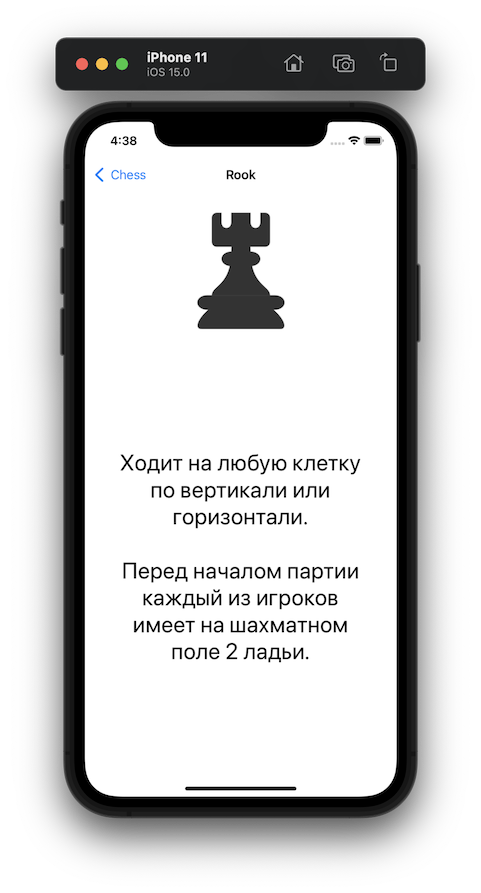 iPhone 11
iOS 15.0
4:38
Chess
Rook
Ходит на любую клетку
по вертикали или
горизонтали.
Перед началом партии
каждый из игроков
имеет на шахматном
поле 2 ладьи.